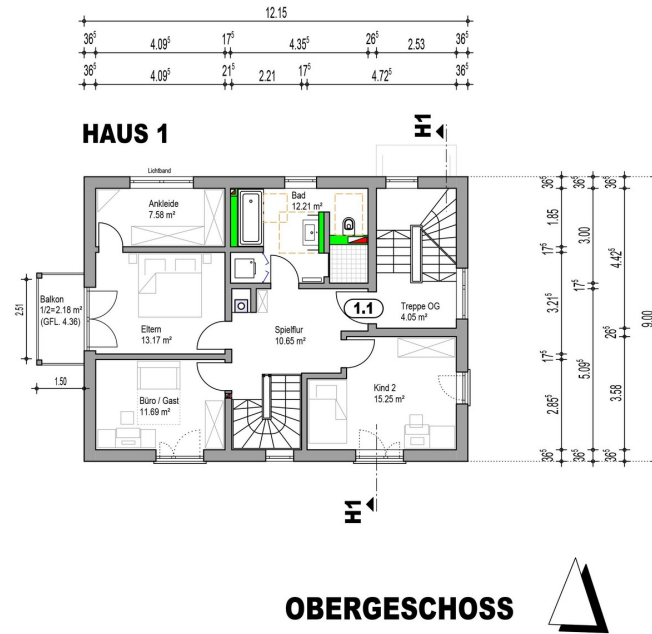 12.15
36⁵ 4.09⁵ 17⁵ 4.35⁵ 26⁵ 2.53 36⁵
36⁵ 4.09⁵ 21⁵ 2.21 17⁵ 4.72⁵ 36⁵
HAUS 1
H1
Lichtband
Ankleide
7.58 m²
Bad
12.21 m²
Balkon
1/2=2.18 m²
(GFL. 4.36)
2.51
1.50
Eltern
13.17 m²
Spielflur
10.65 m²
1.1
Treppe OG
4.05 m²
Büro / Gast
11.69 m²
Kind 2
15.25 m²
36⁵ 1.85 17⁵ 3.21⁵ 17⁵ 2.85⁵ 36⁵
36⁵ 3.00 17⁵ 5.09⁵ 36⁵
36⁵ 4.42⁵ 26⁵ 3.58 36⁵
9.00
H1
OBERGESCHOSS